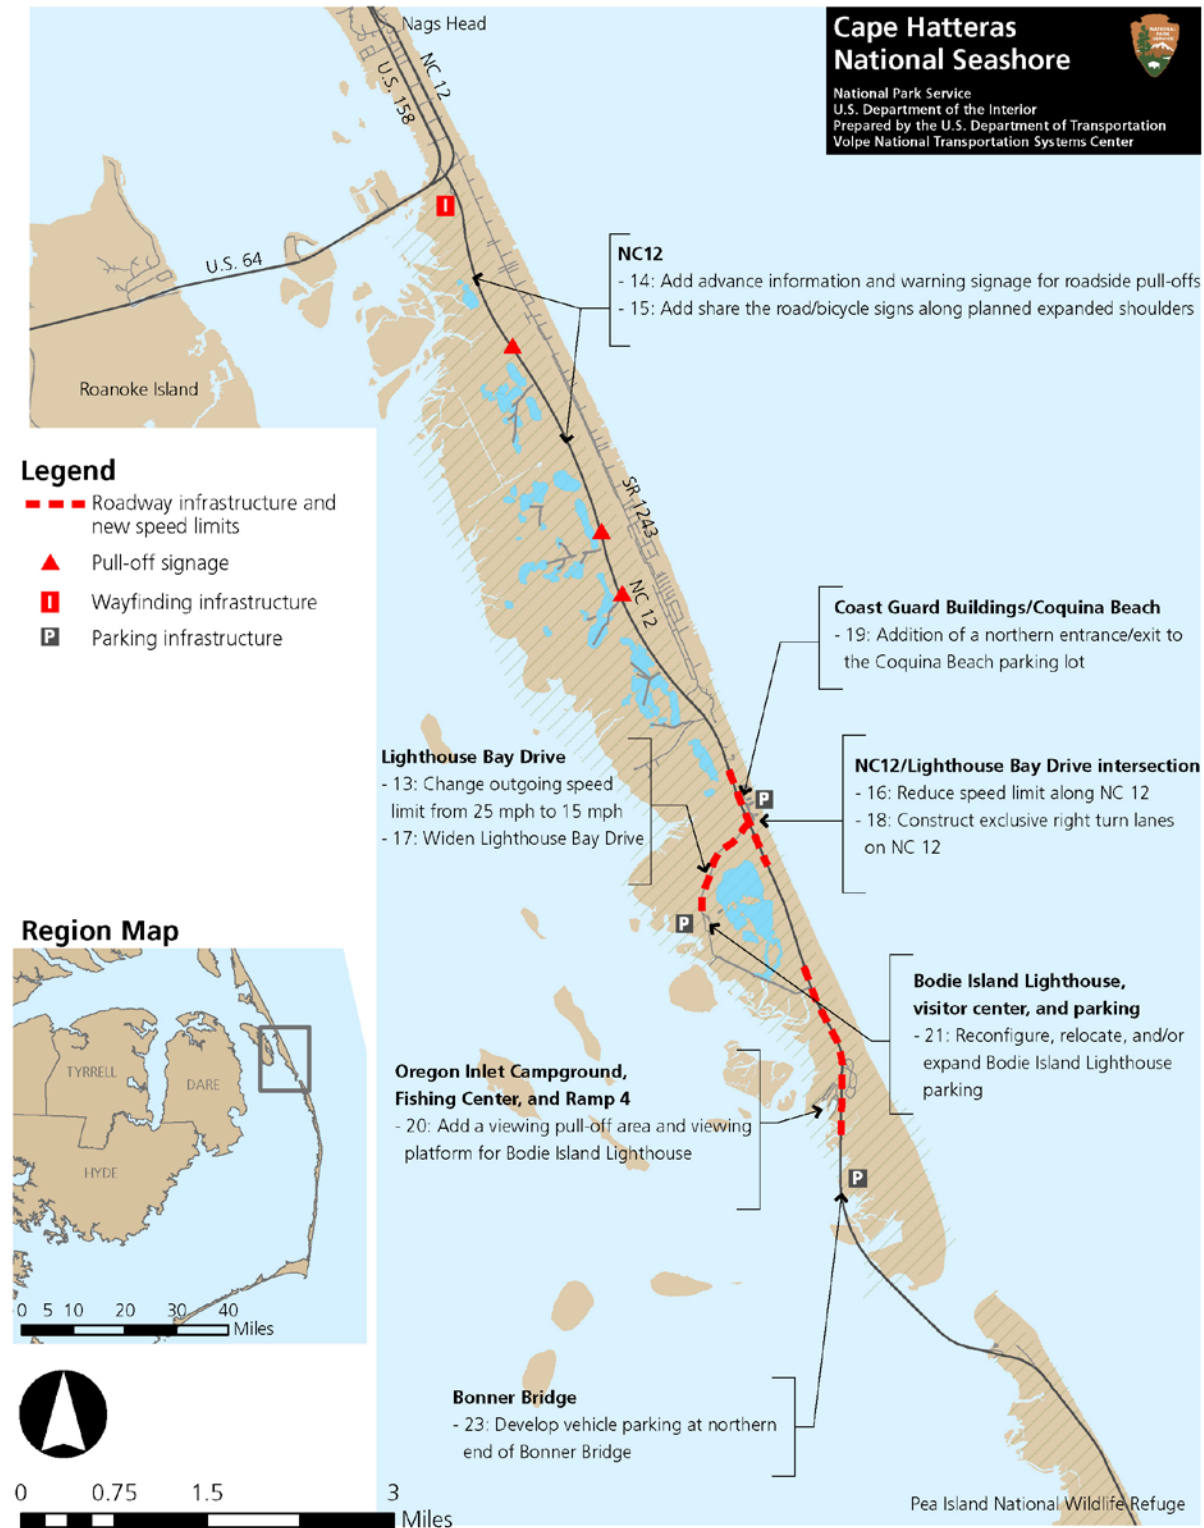 Nags Head
NC 12
U.S. 158
Cape Hatteras
National Seashore
National Park Service
U.S. Department of the Interior
Prepared by the U.S. Department of Transportation
Volpe National Transportation Systems Center
U.S. 64
Roanoke Island
NC12
- 14: Add advance information and warning signage for roadside pull-offs
- 15: Add share the road/bicycle signs along planned expanded shoulders
Legend
Roadway infrastructure and
new speed limits
Pull-off signage
I Wayfinding infrastructure
P Parking infrastructure
I
SR 1243
NC 12
Coast Guard Buildings/Coquina Beach
- 19: Addition of a northern entrance/exit to
the Coquina Beach parking lot
Lighthouse Bay Drive
- 13: Change outgoing speed
limit from 25 mph to 15 mph
- 17: Widen Lighthouse Bay Drive
P
NC12/Lighthouse Bay Drive intersection
- 16: Reduce speed limit along NC 12
- 18: Construct exclusive right turn lanes
on NC 12
P
Region Map
TYRRELL
DARE
HYDE
0 5 10 20 30 40
Miles
Bodie Island Lighthouse,
visitor center, and parking
- 21: Reconfigure, relocate, and/or
expand Bodie Island Lighthouse
parking
Oregon Inlet Campground,
Fishing Center, and Ramp 4
- 20: Add a viewing pull-off area and viewing
platform for Bodie Island Lighthouse
P
Bonner Bridge
- 23: Develop vehicle parking at northern
end of Bonner Bridge
0 0.75 1.5 3
Miles
Pea Island National Wildlife Refuge